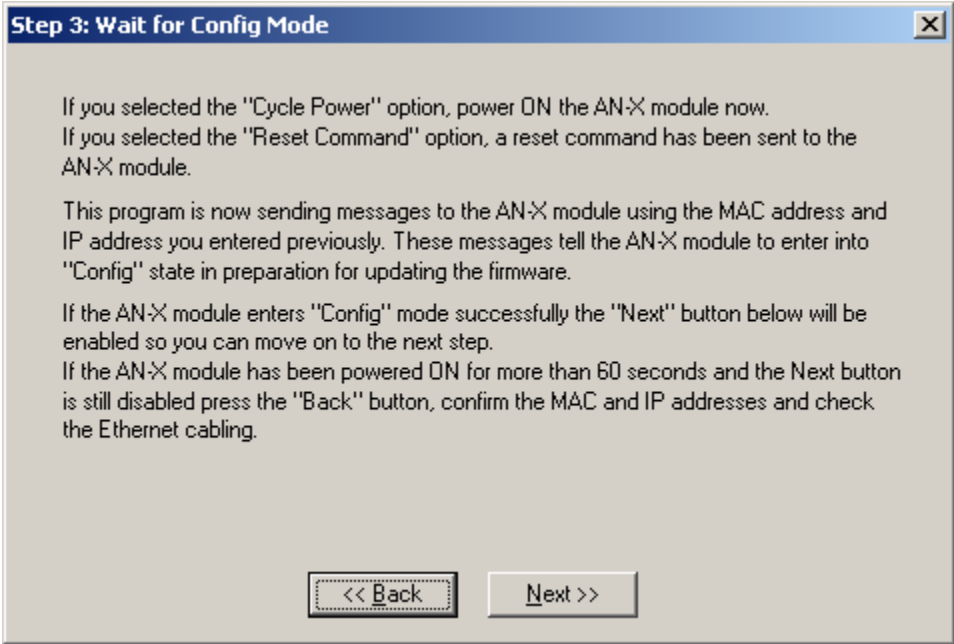 Step 3: Wait for Config Mode
If you selected the "Cycle Power" option, power ON the AN-X module now.
If you selected the "Reset Command" option, a reset command has been sent to the
AN-X module.
This program is now sending messages to the AN-X module using the MAC address and
IP address you entered previously. These messages tell the AN-X module to enter into
"Config" state in preparation for updating the firmware.
If the AN-X module enters "Config" mode successfully the "Next" button below will be
enabled so you can move on to the next step.
If the AN-X module has been powered ON for more than 60 seconds and the Next button
is still disabled press the "Back" button, confirm the MAC and IP addresses and check
the Ethernet cabling.
<< Back Next >>